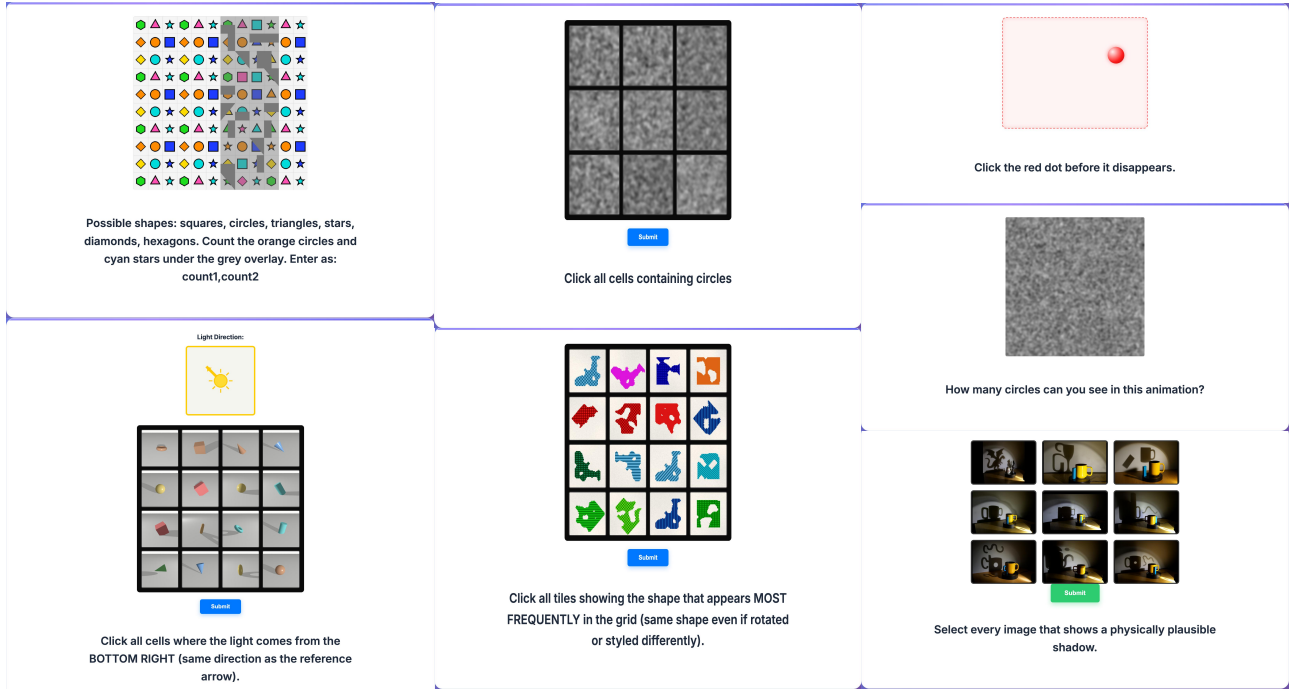 Possible shapes: squares, circles, triangles, stars,
diamonds, hexagons. Count the orange circles and
cyan stars under the grey overlay. Enter as:
count1,count2
Submit
Click all cells containing circles
Click the red dot before it disappears.
How many circles can you see in this animation?
Light Direction:
Submit
Click all cells where the light comes from the
BOTTOM RIGHT (same direction as the reference
arrow).
Submit
Click all tiles showing the shape that appears MOST
FREQUENTLY in the grid (same shape even if rotated
or styled differently).
Submit
Select every image that shows a physically plausible
shadow.